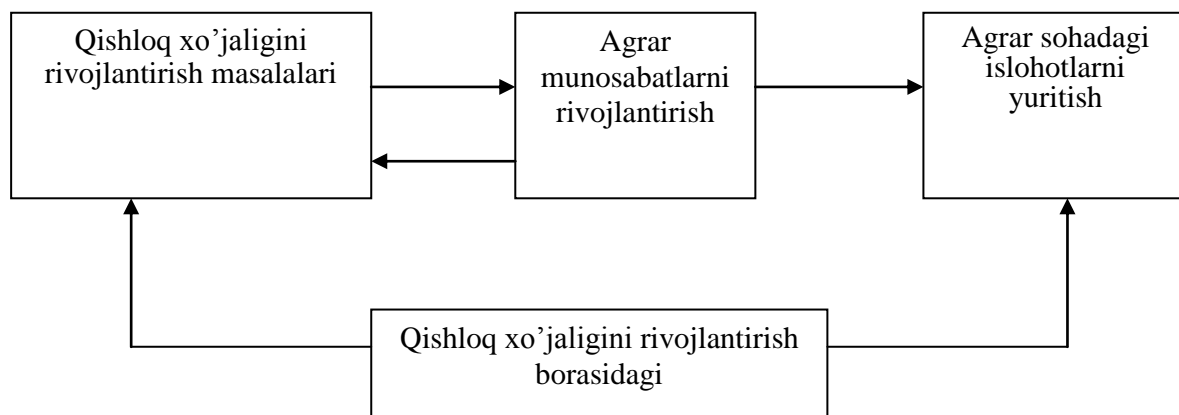 Qishloq xo’jaligini
rivojlantirish masalalari
Agrar
munosabatlarni
rivojlantirish
Agrar sohadagi
islohotlarni
yuritish
Qishloq xo’jaligini rivojlantirish
borasidagi